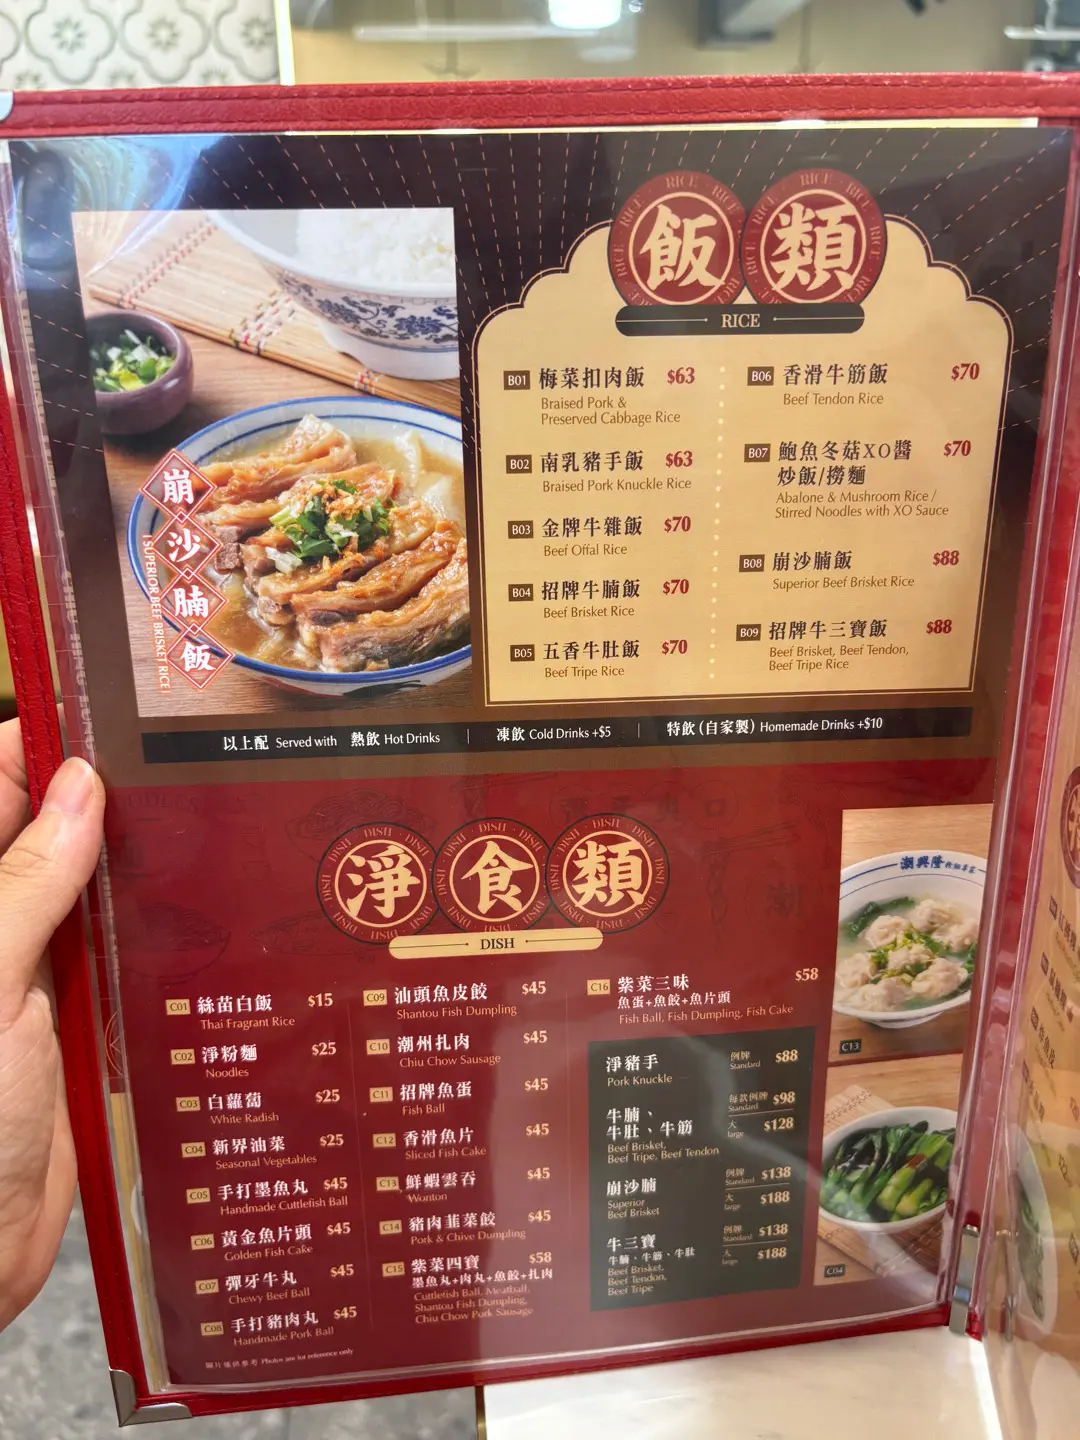 飯類
RICE
崩沙腩飯
SUPERIOR BEEF BRISKET RICE
B01 梅菜扣肉飯 $63
Braised Pork &
Preserved Cabbage Rice
B02 南乳豬手飯 $63
Braised Pork Knuckle Rice
B03 金牌牛雜飯 $70
Beef Offal Rice
B04 招牌牛腩飯 $70
Beef Brisket Rice
B05 五香牛肚飯 $70
Beef Tripe Rice
B06 香滑牛筋飯 $70
Beef Tendon Rice
B07 鮑魚冬菇XO醬 $70
炒飯/撈麵
Abalone & Mushroom Rice /
Stirred Noodles with XO Sauce
B08 崩沙腩飯 $88
Superior Beef Brisket Rice
B09 招牌牛三寶飯 $88
Beef Brisket, Beef Tendon,
Beef Tripe Rice
以上配 Served with 熱飲 Hot Drinks | 凍飲 Cold Drinks +$5 | 特飲 (自家製) Homemade Drinks +$10
淨食類
DISH
C01 絲苗白飯 $15
Thai Fragrant Rice
C02 淨粉麵 $25
Noodles
C03 白蘿蔔 $25
White Radish
C04 新界油菜 $25
Seasonal Vegetables
C05 手打墨魚丸 $45
Handmade Cuttlefish Ball
C06 黃金魚片頭 $45
Golden Fish Cake
C07 彈牙牛丸 $45
Chewy Beef Ball
C08 手打豬肉丸 $45
Handmade Pork Ball
C09 汕頭魚皮餃 $45
Shantou Fish Dumpling
C10 潮州扎肉 $45
Chiu Chow Sausage
C11 招牌魚蛋 $45
Fish Ball
C12 香滑魚片 $45
Sliced Fish Cake
C13 鮮蝦雲吞 $45
Wonton
C14 豬肉韮菜餃 $45
Pork & Chive Dumpling
C15 紫菜四寶 $58
墨魚丸+肉丸+魚餃+扎肉
Cuttlefish Ball, Meatball,
Shantou Fish Dumpling,
Chiu Chow Pork Sausage
C16 紫菜三味 $58
魚蛋+魚餃+魚片頭
Fish Ball, Fish Dumpling, Fish Cake
淨豬手 例牌 $88
Pork Knuckle Standard
牛腩、 每款例牌 $98
牛肚、牛筋 Standard
Beef Brisket, 大 $128
Beef Tripe, Beef Tendon large
崩沙腩 例牌 $138
Superior Standard
Beef Brisket 大 $188
large
牛三寶 例牌 $138
牛腩、牛筋、牛肚 Standard
Beef Brisket, 大 $188
Beef Tendon, large
Beef Tripe
潮興隆
C13
C04
圖片僅供參考 Photos are for reference only